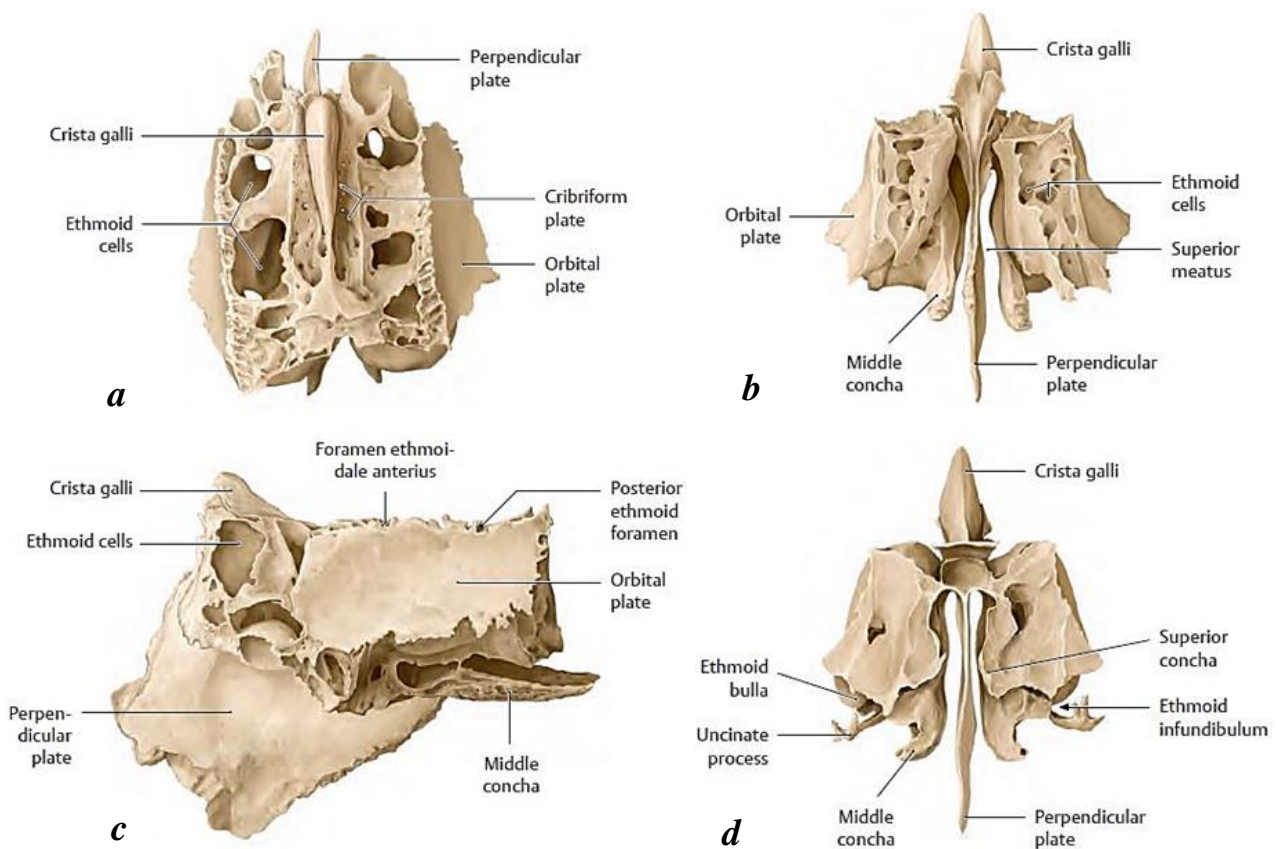 Perpendicular
plate
Crista galli
Cribriform
plate
Ethmoid
cells
Orbital
plate
a
Crista galli
Ethmoid
cells
Orbital
plate
Superior
meatus
Middle
concha
Perpendicular
plate
b
Foramen ethmoi-
dale anterius
Crista galli
Posterior
ethmoid
foramen
Ethmoid cells
Orbital
plate
Perpen-
dicular
plate
Middle
concha
c
Crista galli
Superior
concha
Ethmoid
bulla
Ethmoid
infundibulum
Uncinate
process
Middle
concha
Perpendicular
plate
d